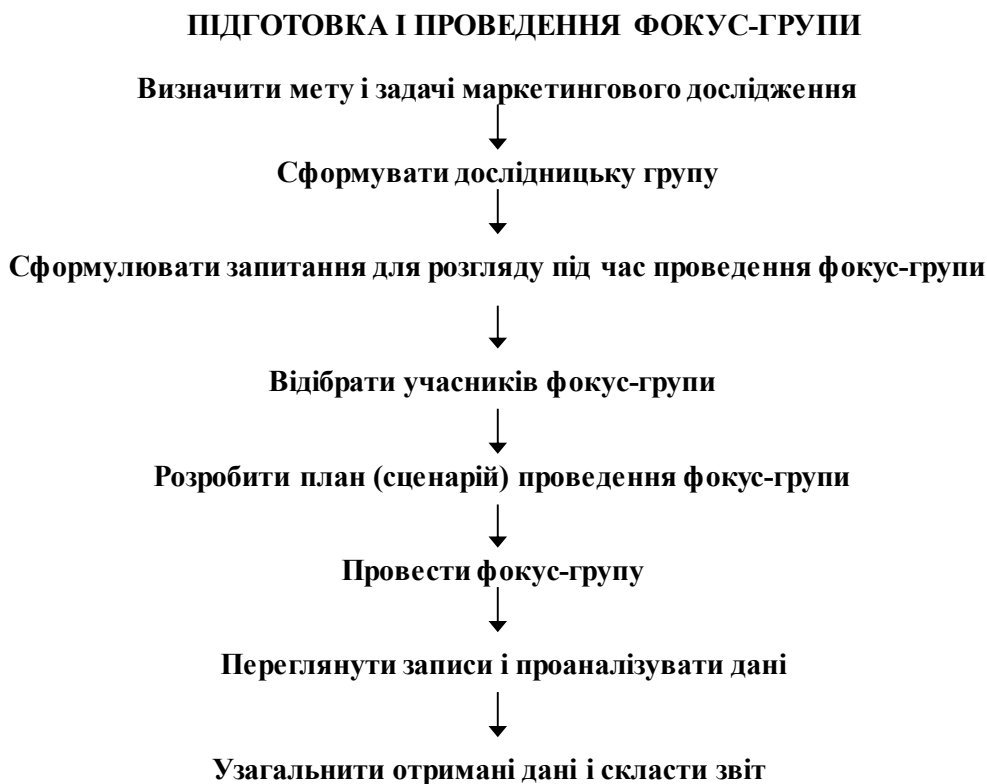 ПІДГОТОВКА І ПРОВЕДЕННЯ ФОКУС-ГРУПИ
Визначити мету і задачі маркетингового дослідження
Сформувати дослідницьку групу
Сформулювати запитання для розгляду під час проведення фокус-групи
Відібрати учасників фокус-групи
Розробити план (сценарій) проведення фокус-групи
Провести фокус-групу
Переглянути записи і проаналізувати дані
Узагальнити отримані дані і скласти звіт